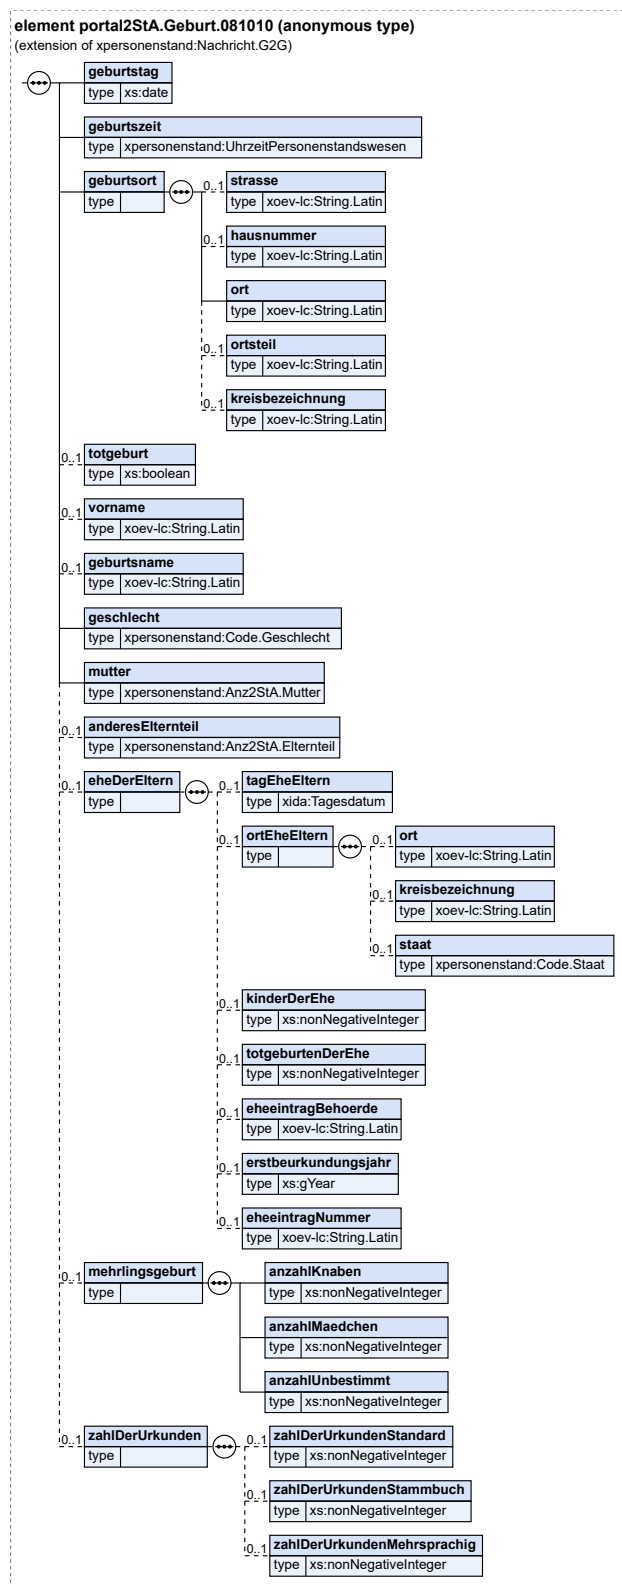 element portal2StA.Geburt.081010 (anonymous type)
(extension of xpersonenstand:Nachricht.G2G)
geburtstag
type xs:date
geburtszeit
type xpersonenstand:UhrzeitPersonenstandswesen
geburtsort
type
0..1 strasse
type xoev-lc:String.Latin
0..1 hausnummer
type xoev-lc:String.Latin
ort
type xoev-lc:String.Latin
0..1 ortsteil
type xoev-lc:String.Latin
0..1 kreisbezeichnung
type xoev-lc:String.Latin
0..1 totgeburt
type xs:boolean
0..1 vorname
type xoev-lc:String.Latin
0..1 geburtsname
type xoev-lc:String.Latin
geschlecht
type xpersonenstand:Code.Geschlecht
mutter
type xpersonenstand:Anz2StA.Mutter
0..1 anderesElternteil
type xpersonenstand:Anz2StA.Elternteil
0..1 eheDerEltern
type
0..1 tagEheEltern
type xida:Tagesdatum
0..1 ortEheEltern
type
0..1 ort
type xoev-lc:String.Latin
0..1 kreisbezeichnung
type xoev-lc:String.Latin
0..1 staat
type xpersonenstand:Code.Staat
0..1 kinderDerEhe
type xs:nonNegativeInteger
0..1 totgeburtenDerEhe
type xs:nonNegativeInteger
0..1 eheeintragBehoerde
type xoev-lc:String.Latin
0..1 erstbeurkundungsjahr
type xs:gYear
0..1 eheeintragNummer
type xoev-lc:String.Latin
0..1 mehrlingsgeburt
type
anzahlKnaben
type xs:nonNegativeInteger
anzahlMaedchen
type xs:nonNegativeInteger
anzahlUnbestimmt
type xs:nonNegativeInteger
0..1 zahlDerUrkunden
type
0..1 zahlDerUrkundenStandard
type xs:nonNegativeInteger
0..1 zahlDerUrkundenStammbuch
type xs:nonNegativeInteger
0..1 zahlDerUrkundenMehrsprachig
type xs:nonNegativeInteger